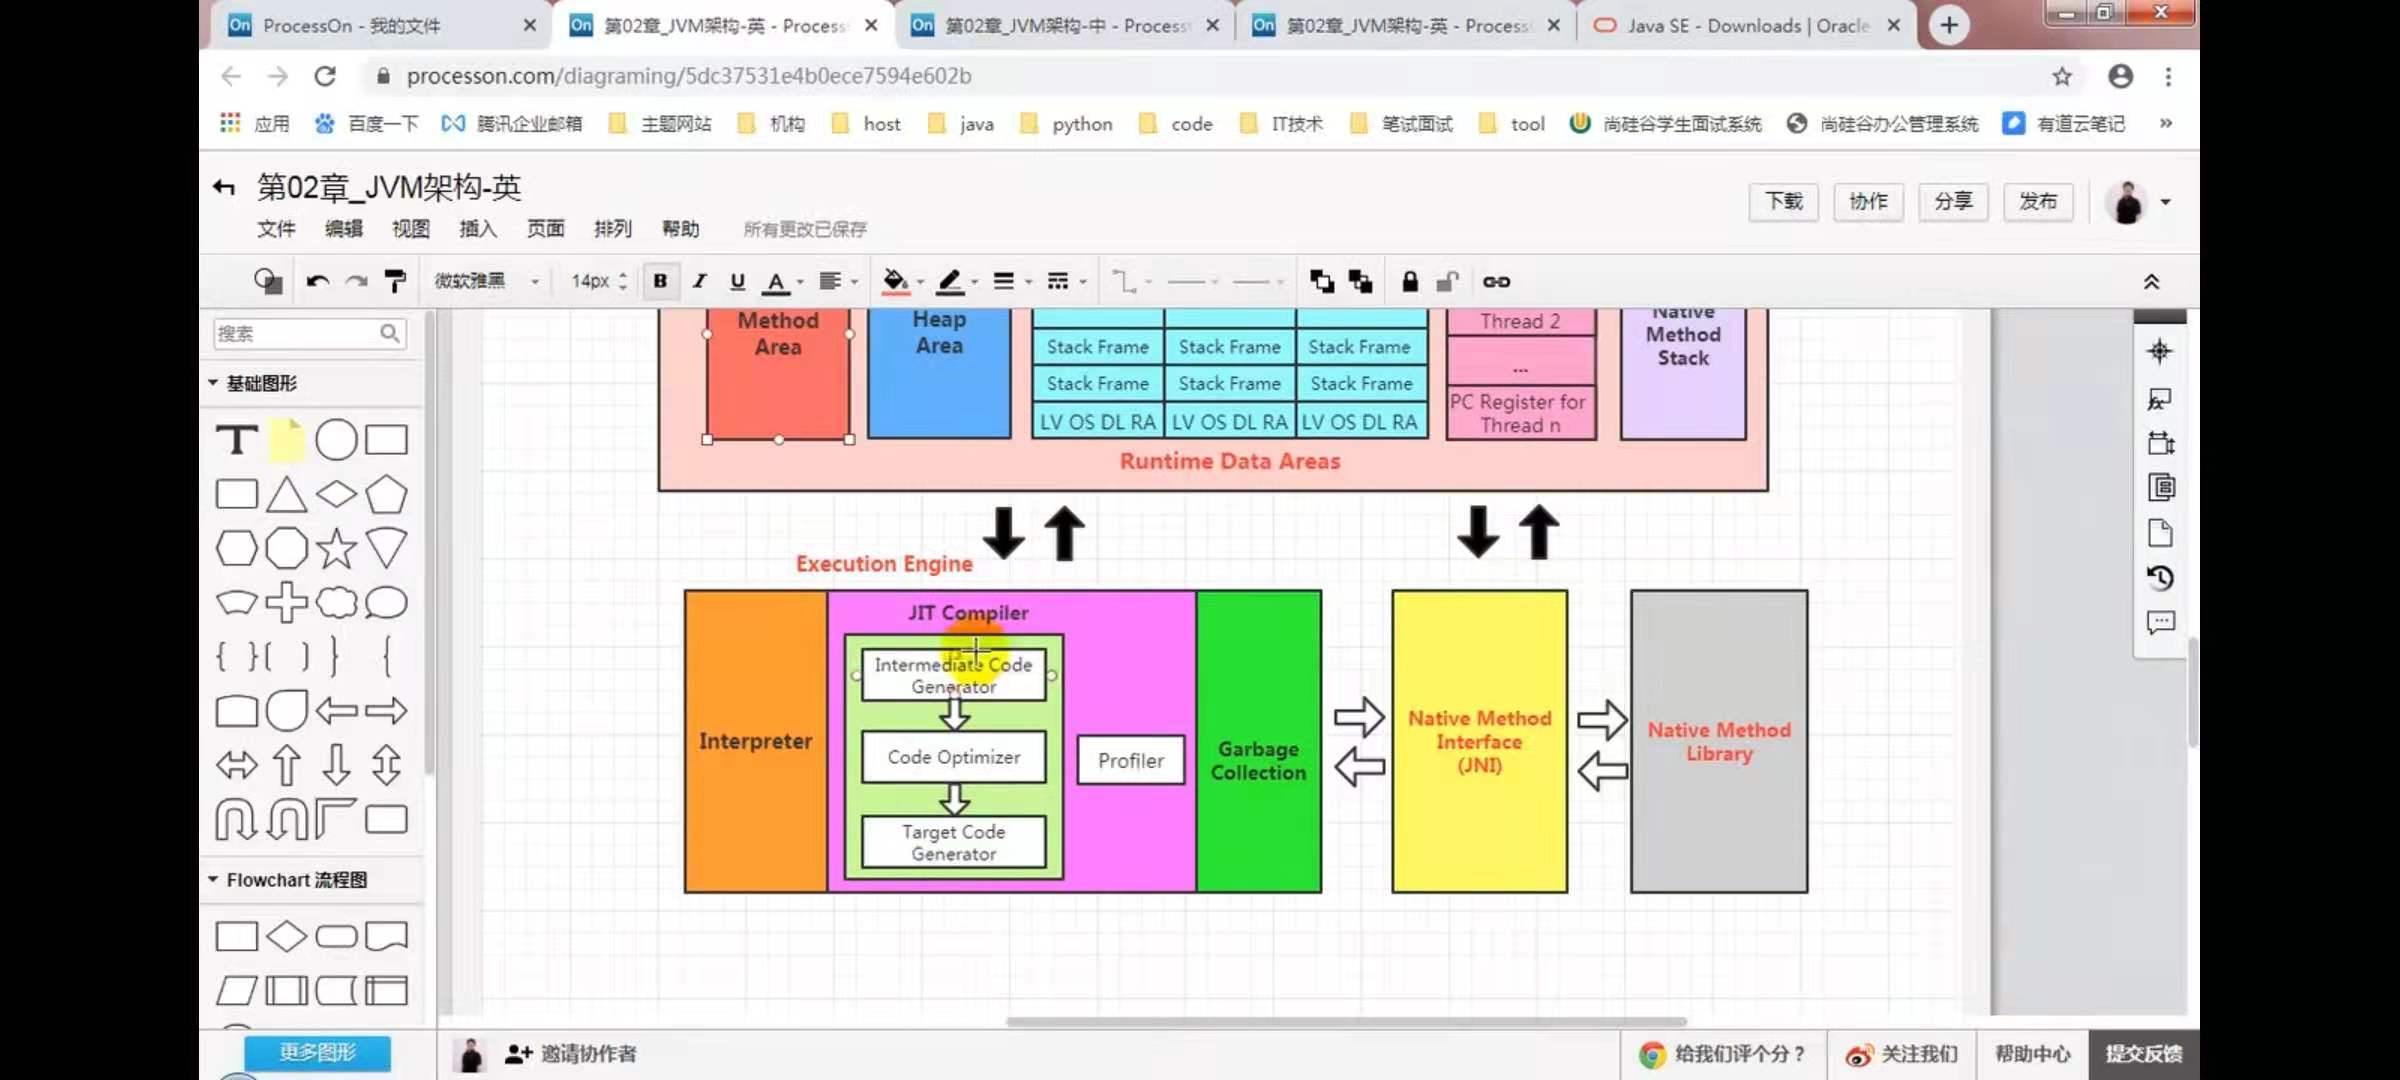 ProcessOn - 我的文件
第02章_JVM架构-英 - Process
第02章_JVM架构-中 - Process
第02章_JVM架构-英 - Process
Java SE - Downloads | Oracle
processon.com/diagraming/5dc37531e4b0ece7594e602b
应用
百度一下
腾讯企业邮箱
主题网站
机构
host
java
python
code
IT技术
笔试面试
tool
尚硅谷学生面试系统
尚硅谷办公管理系统
有道云笔记
»
第02章_JVM架构-英
下载
协作
分享
发布
文件 编辑 视图 插入 页面 排列 帮助 所有更改已保存
微软雅黑
14px
B I U A
搜索
基础图形
T
Flowchart 流程图
更多图形
Method
Area
Heap
Area
Stack Frame Stack Frame Stack Frame
Stack Frame Stack Frame Stack Frame
LV OS DL RA LV OS DL RA LV OS DL RA
Thread 2
...
PC Register for
Thread n
Native
Method
Stack
Runtime Data Areas
Execution Engine
Interpreter
JIT Compiler
Intermediate Code
Generator
Code Optimizer
Target Code
Generator
Profiler
Garbage
Collection
Native Method
Interface
(JNI)
Native Method
Library
邀请协作者
给我们评个分？
关注我们
帮助中心
提交反馈